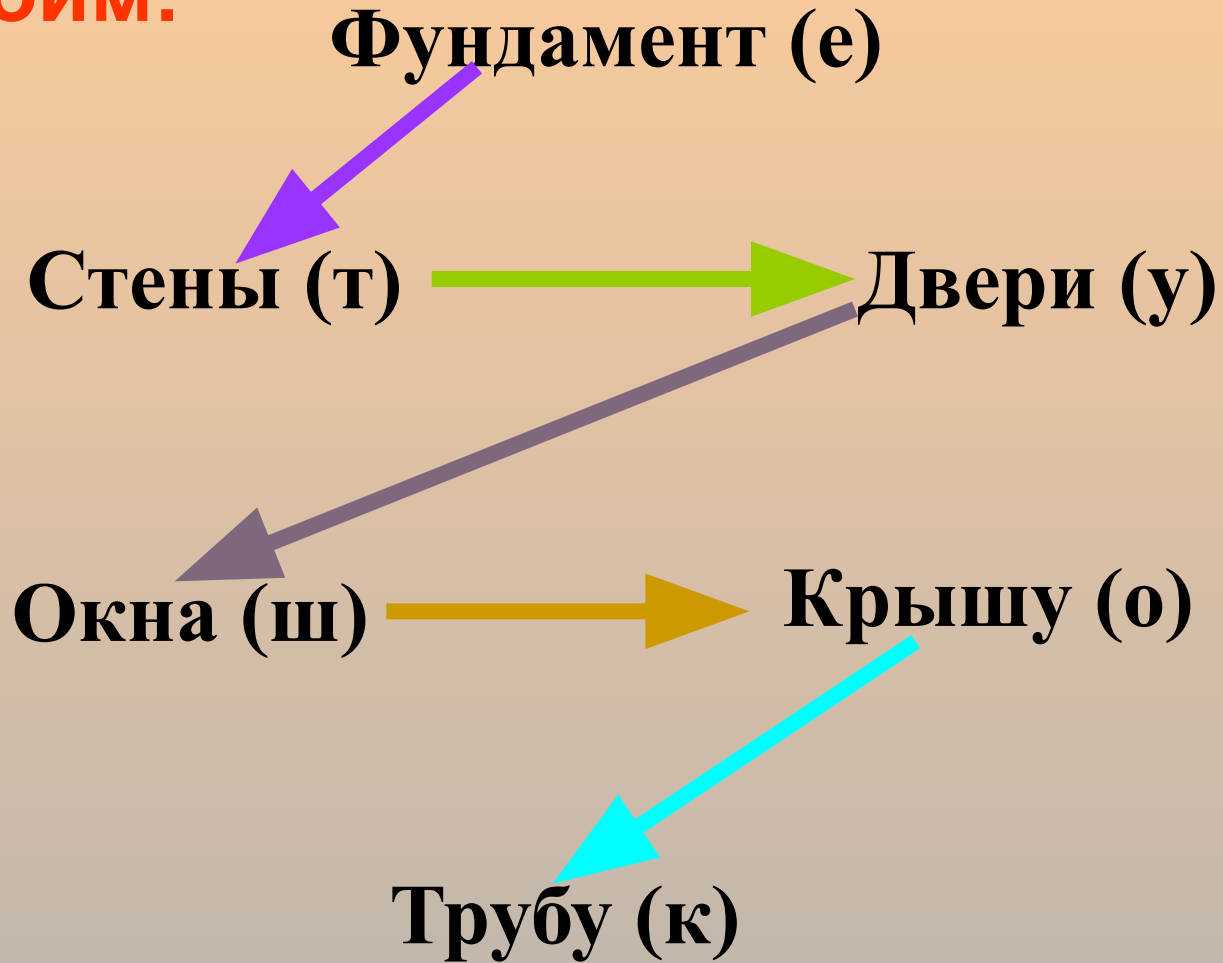 Фундамент (е)
Стены (т)
Двери (у)
Окна (ш)
Крышу (о)
Трубу (к)